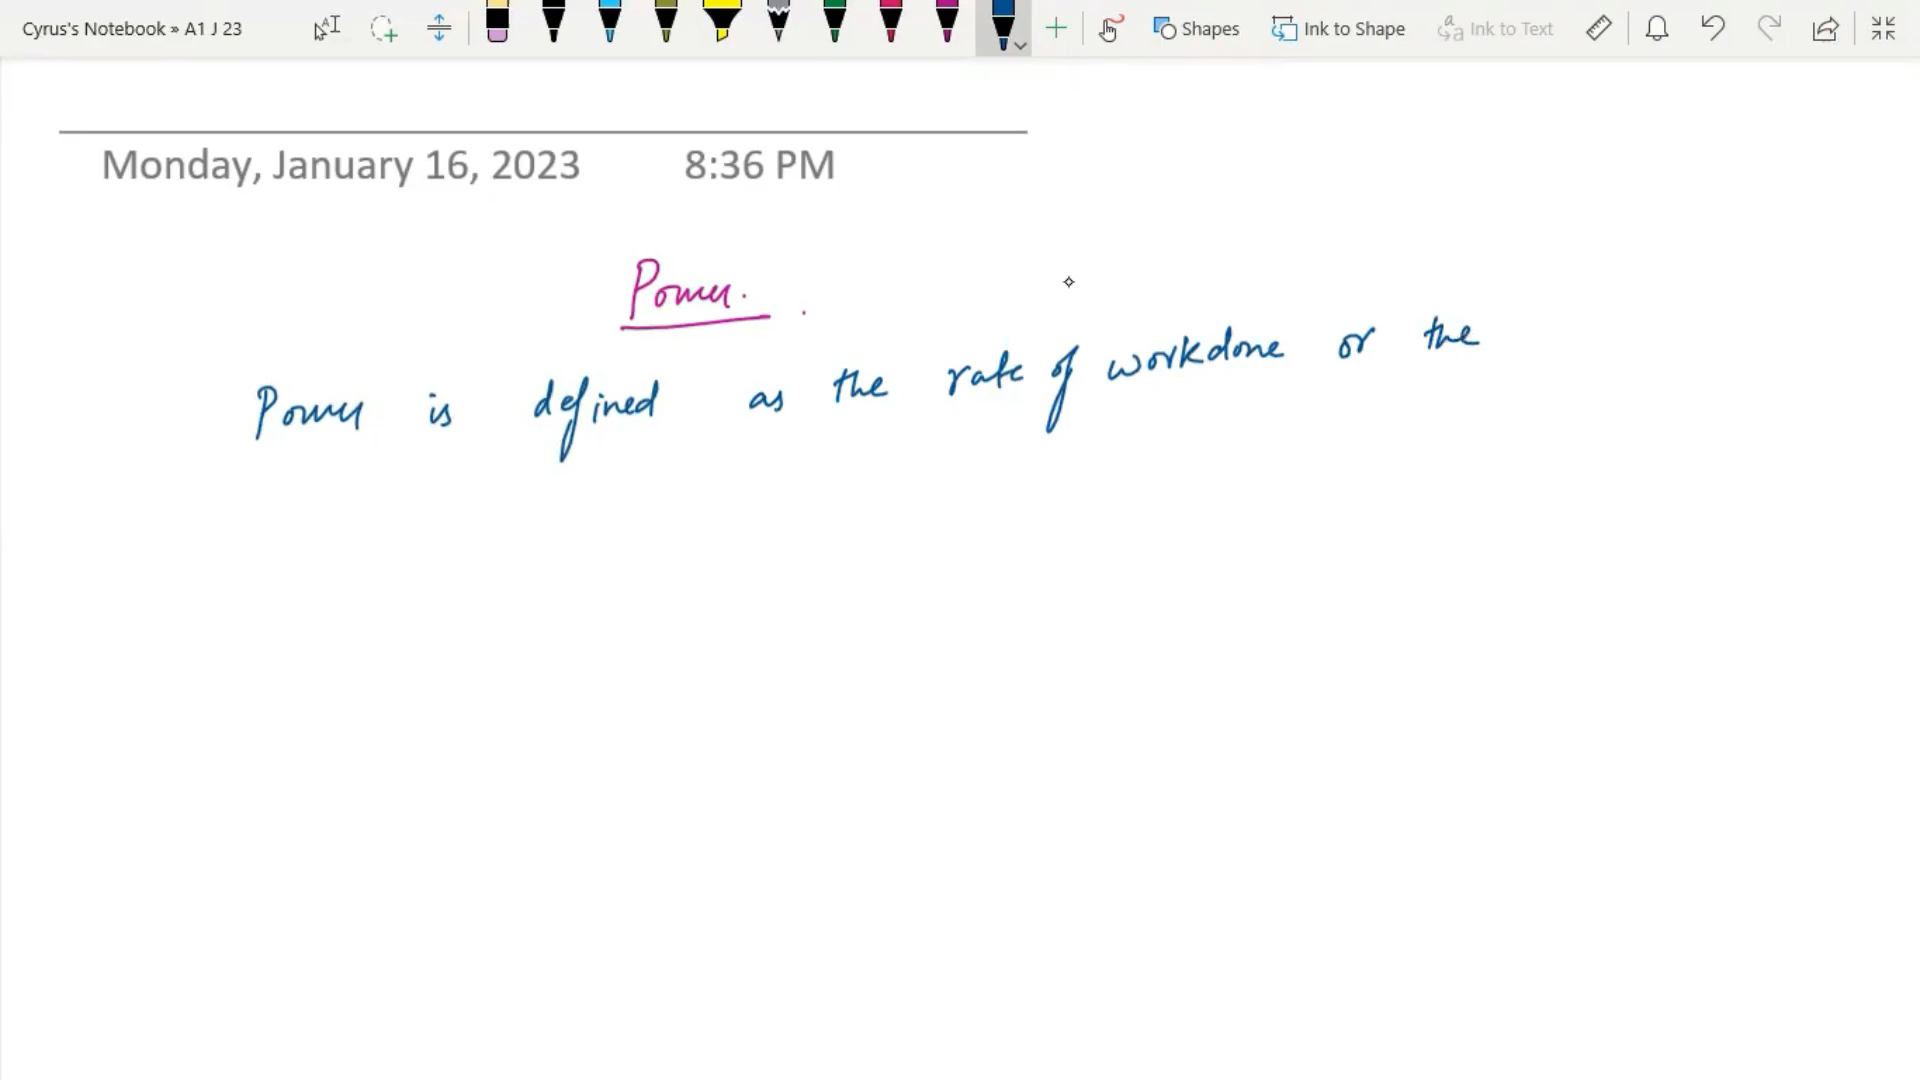 Cyrus's Notebook » A1 J 23 Shapes Ink to Shape Ink to Text
Monday, January 16, 2023 8:36 PM
Power.
Power is defined as the rate of workdone or the